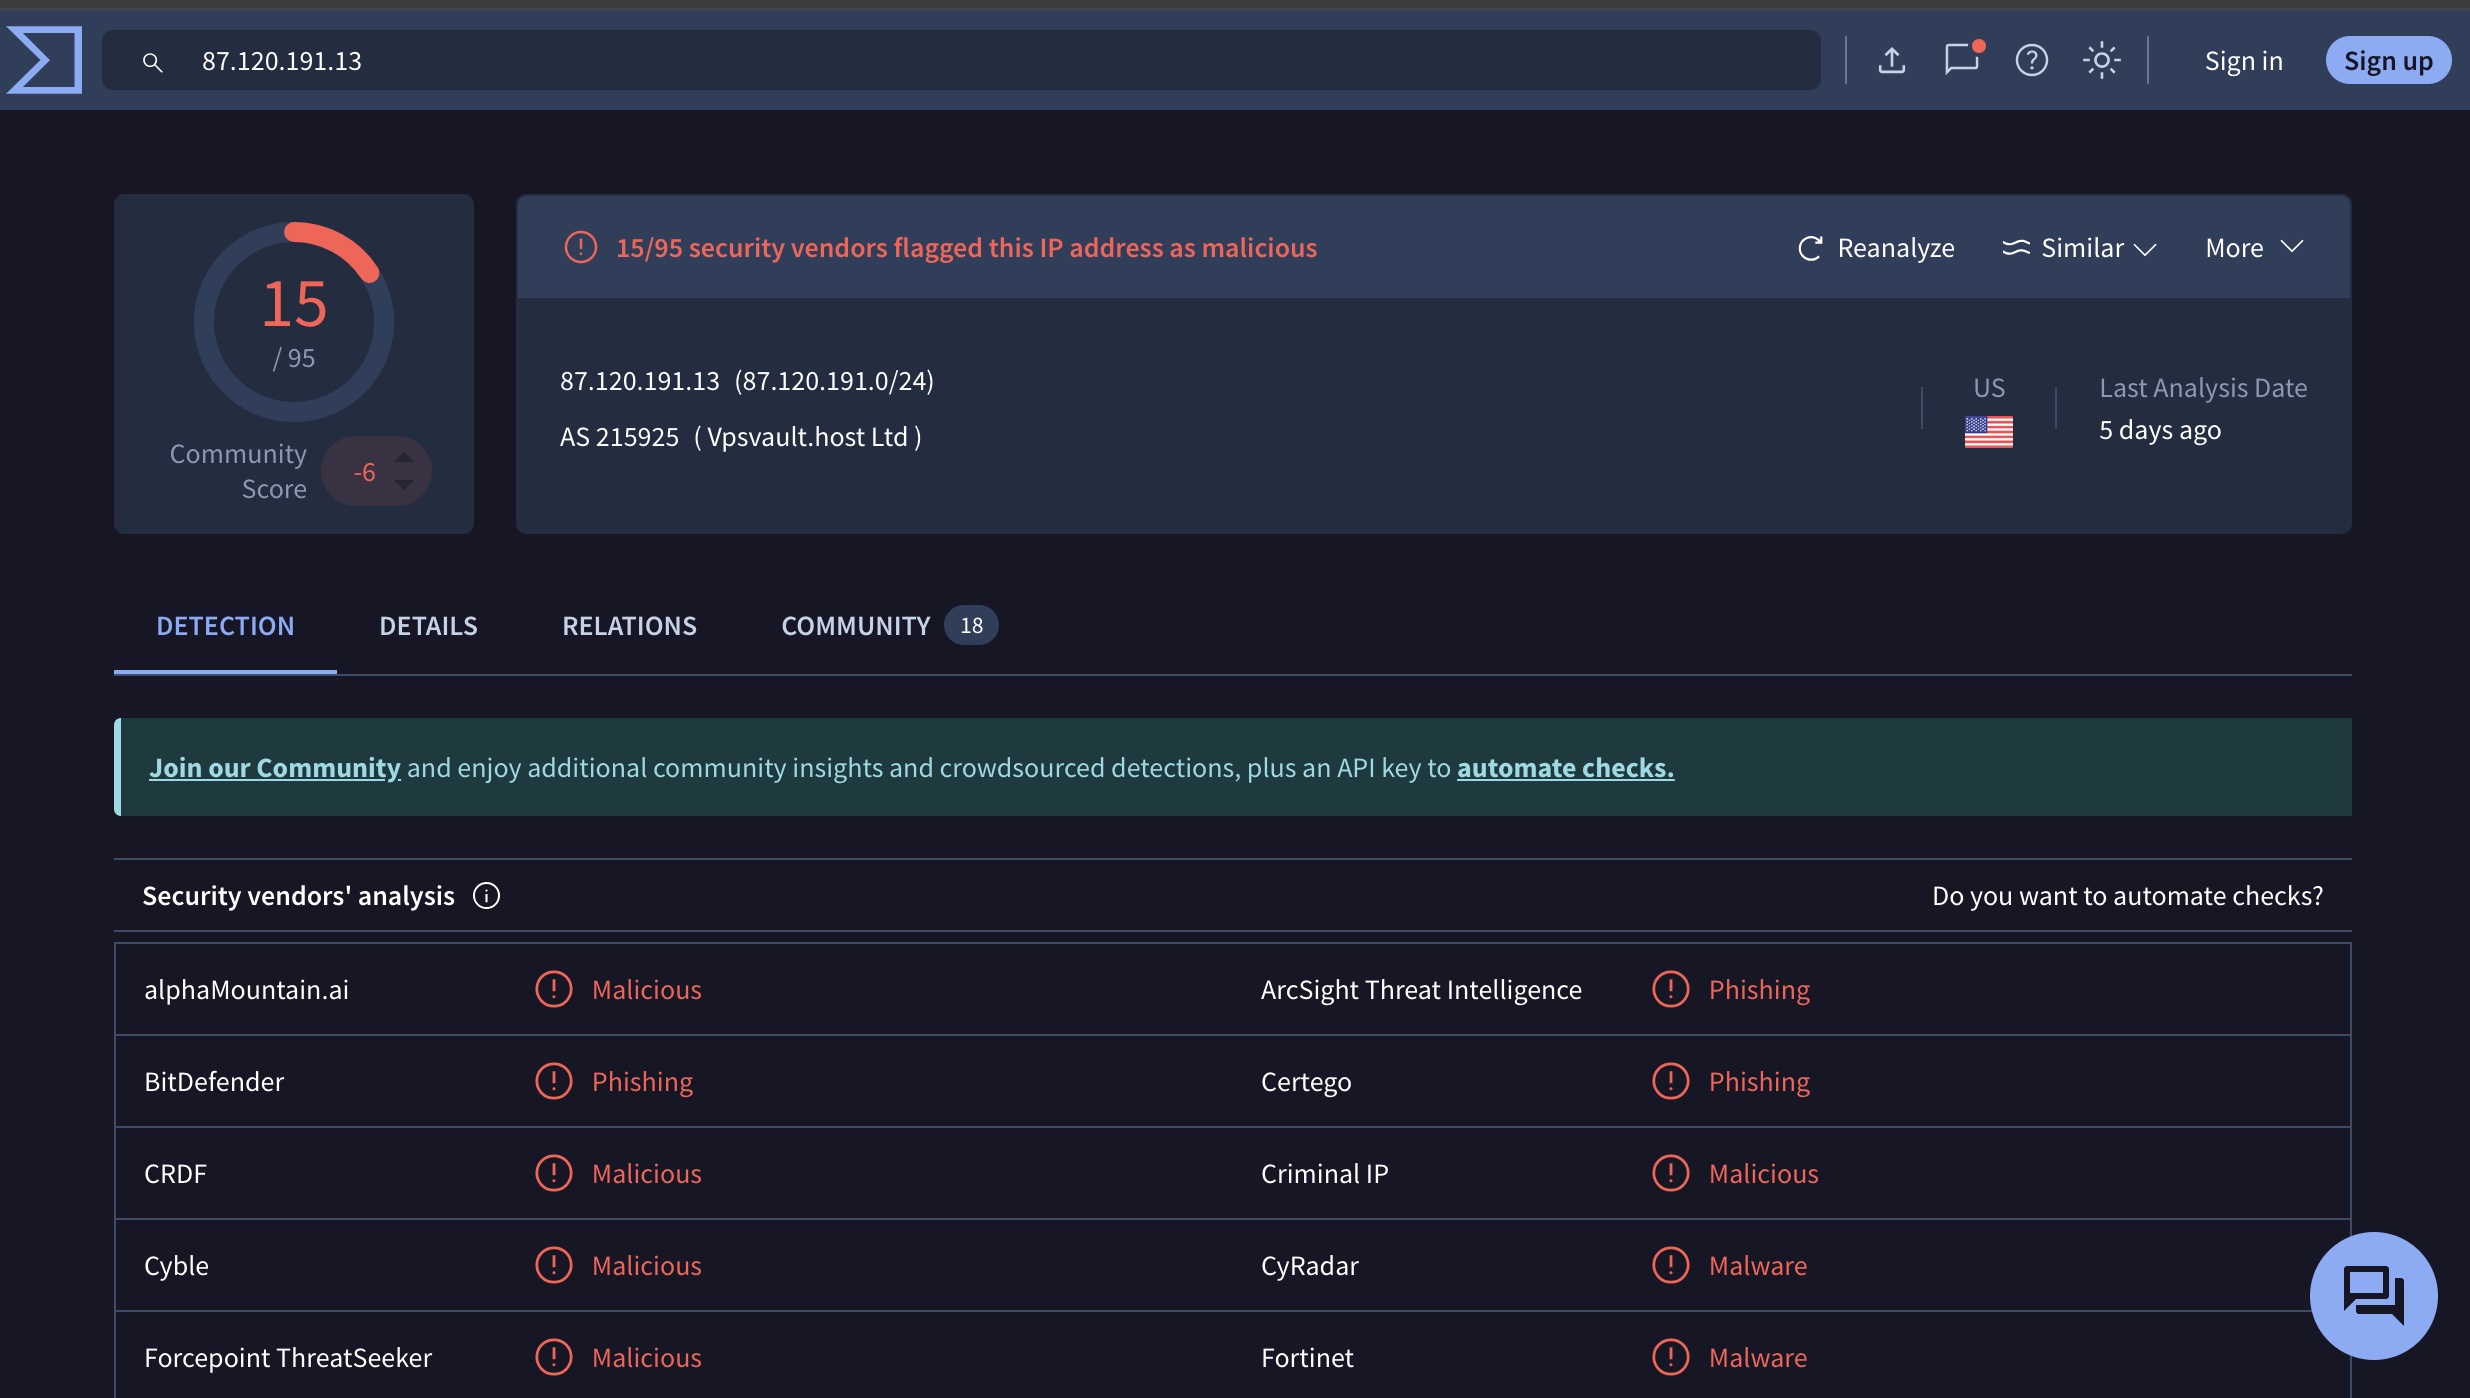 87.120.191.13
Sign in
Sign up
15
/ 95
Community
Score
-6
15/95 security vendors flagged this IP address as malicious
Reanalyze
Similar
More
87.120.191.13 (87.120.191.0/24)
AS 215925 ( Vpsvault.host Ltd )
US
Last Analysis Date
5 days ago
DETECTION
DETAILS
RELATIONS
COMMUNITY 18
Join our Community and enjoy additional community insights and crowdsourced detections, plus an API key to automate checks.
Security vendors' analysis
Do you want to automate checks?
alphaMountain.ai Malicious ArcSight Threat Intelligence Phishing
BitDefender Phishing Certego Phishing
CRDF Malicious Criminal IP Malicious
Cyble Malicious CyRadar Malware
Forcepoint ThreatSeeker Malicious Fortinet Malware